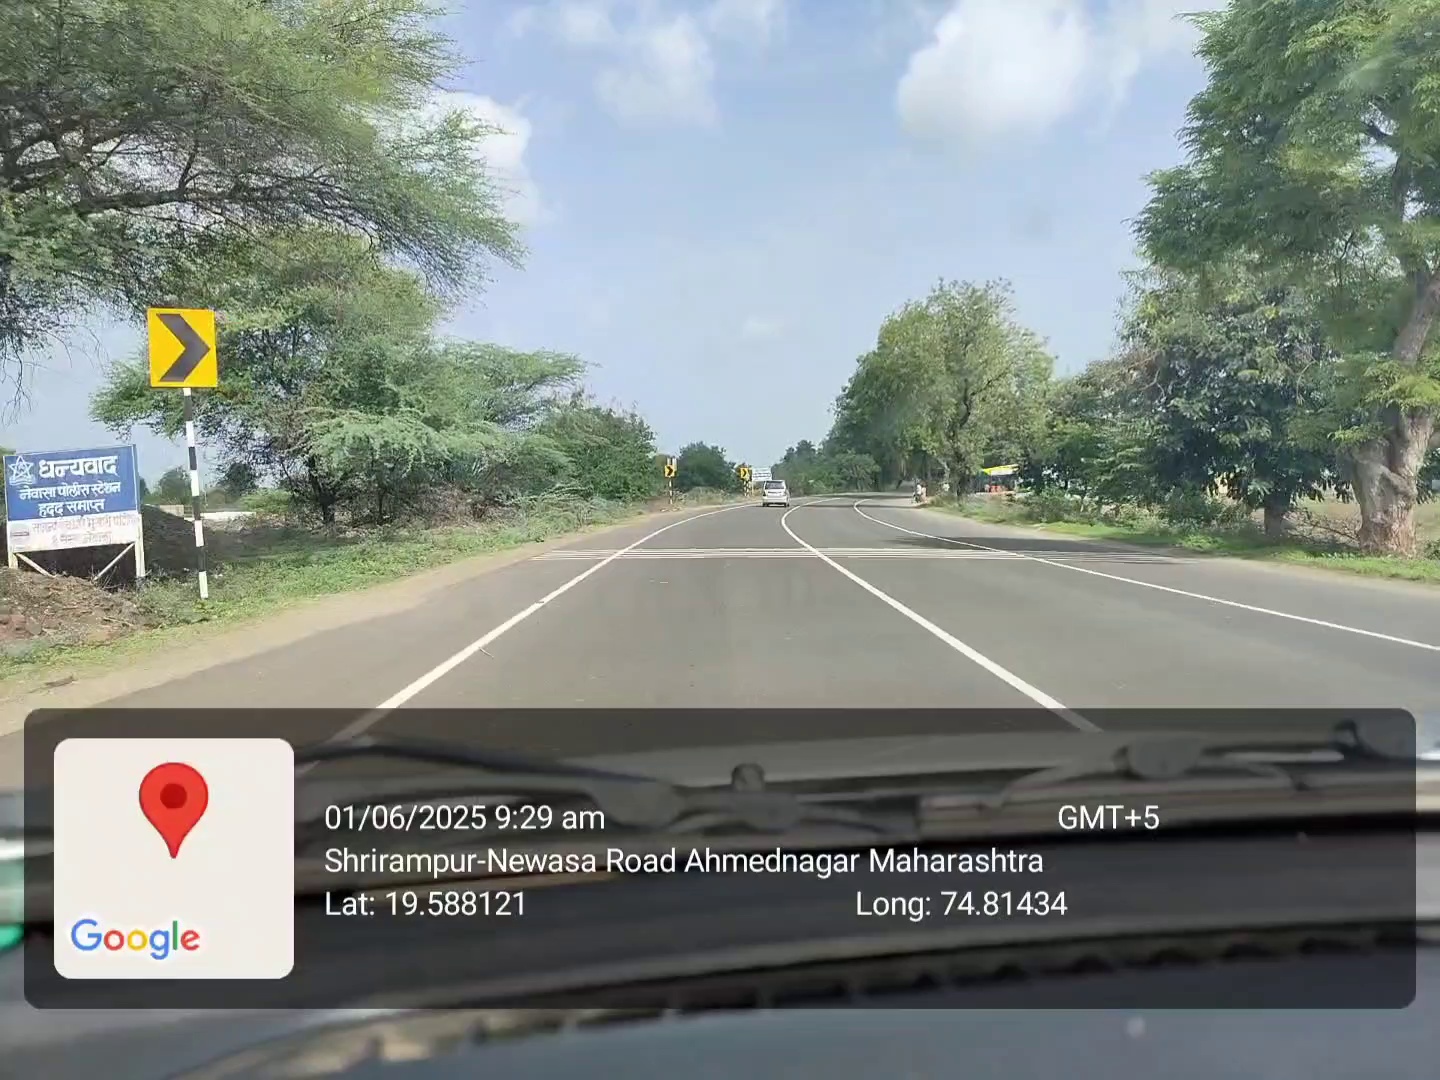 धन्यवाद
नेवासा पोलीस स्टेशन
हद्द समाप्त
01/06/2025 9:29 am
GMT+5
Shrirampur-Newasa Road Ahmednagar Maharashtra
Lat: 19.588121
Long: 74.81434
Google